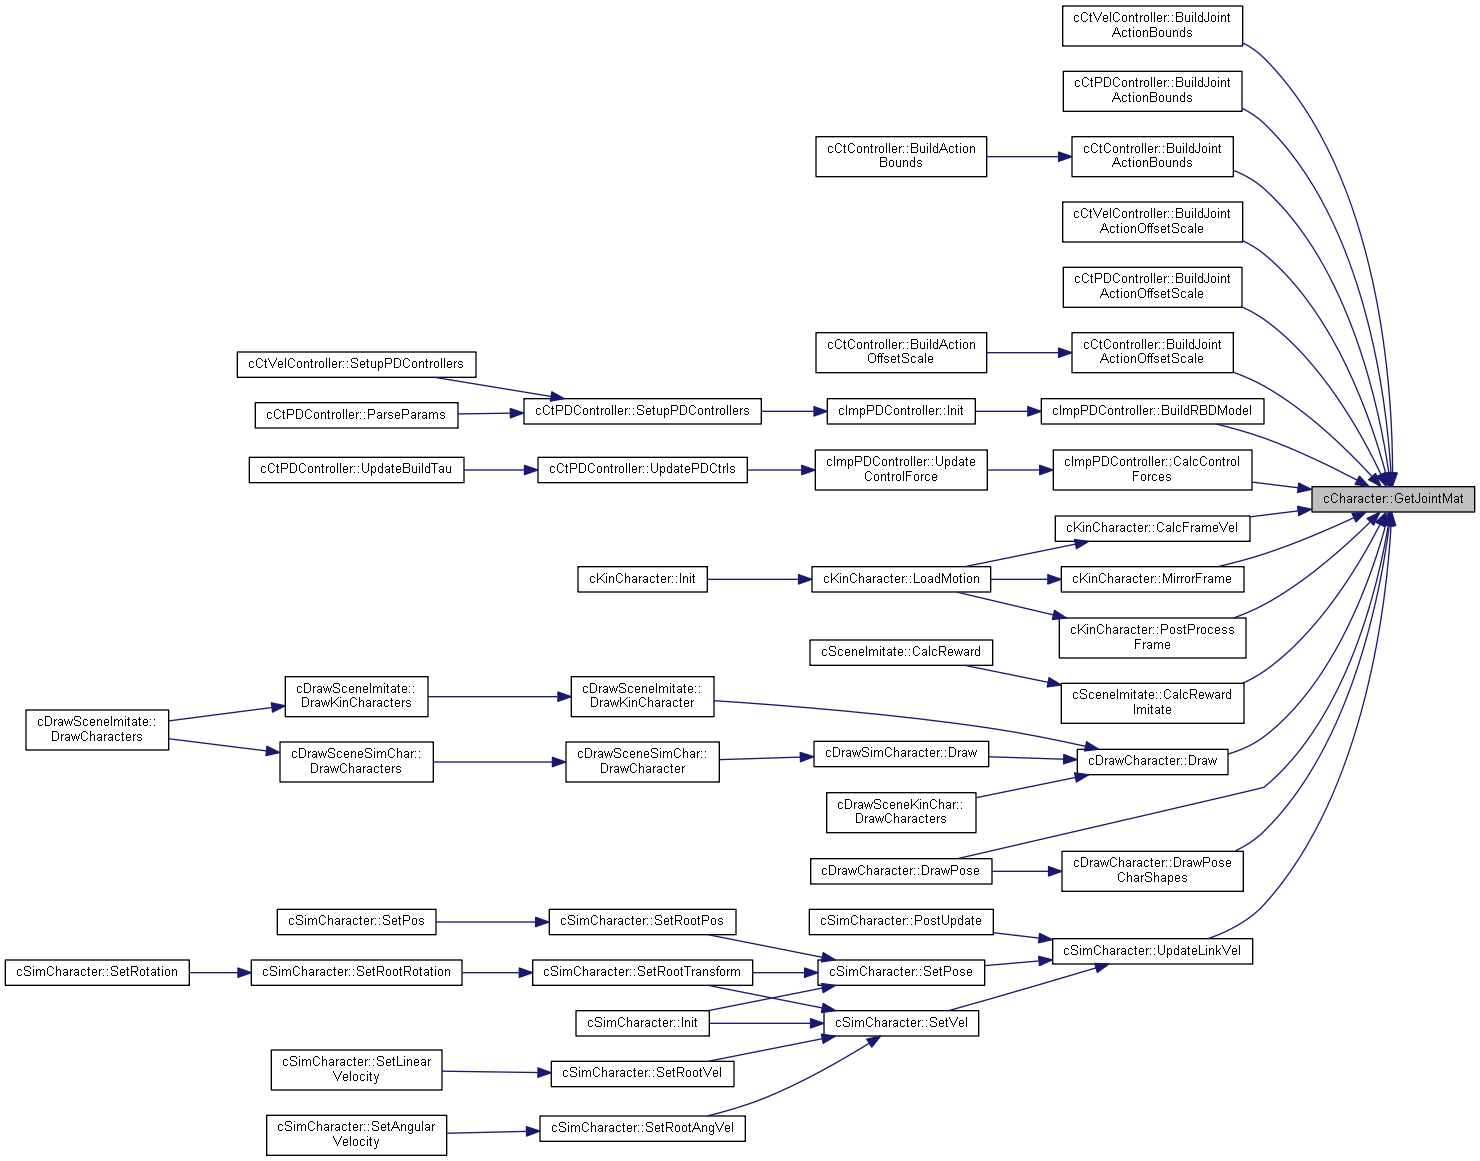 cCtVelController::BuildJoint
ActionBounds
cCtPDController::BuildJoint
ActionBounds
cCtController::BuildAction
Bounds
cCtController::BuildJoint
ActionBounds
cCtVelController::BuildJoint
ActionOffsetScale
cCtPDController::BuildJoint
ActionOffsetScale
cCtController::BuildAction
OffsetScale
cCtController::BuildJoint
ActionOffsetScale
cCtVelController::SetupPDControllers
cCtPDController::ParseParams
cCtPDController::SetupPDControllers
cImpPDController::Init
cImpPDController::BuildRBDModel
cCtPDController::UpdateBuildTau
cCtPDController::UpdatePDCtrls
cImpPDController::Update
ControlForce
cImpPDController::CalcControl
Forces
cCharacter::GetJointMat
cKinCharacter::CalcFrameVel
cKinCharacter::Init
cKinCharacter::LoadMotion
cKinCharacter::MirrorFrame
cKinCharacter::PostProcess
Frame
cSceneImitate::CalcReward
cSceneImitate::CalcReward
Imitate
cDrawSceneImitate::
DrawCharacters
cDrawSceneImitate::
DrawKinCharacters
cDrawSceneImitate::
DrawKinCharacter
cDrawSceneSimChar::
DrawCharacters
cDrawSceneSimChar::
DrawCharacter
cDrawSimCharacter::Draw
cDrawCharacter::Draw
cDrawSceneKinChar::
DrawCharacters
cDrawCharacter::DrawPose
cDrawCharacter::DrawPose
CharShapes
cSimCharacter::SetPos
cSimCharacter::SetRootPos
cSimCharacter::PostUpdate
cSimCharacter::UpdateLinkVel
cSimCharacter::SetRotation
cSimCharacter::SetRootRotation
cSimCharacter::SetRootTransform
cSimCharacter::SetPose
cSimCharacter::Init
cSimCharacter::SetVel
cSimCharacter::SetLinear
Velocity
cSimCharacter::SetRootVel
cSimCharacter::SetAngular
Velocity
cSimCharacter::SetRootAngVel